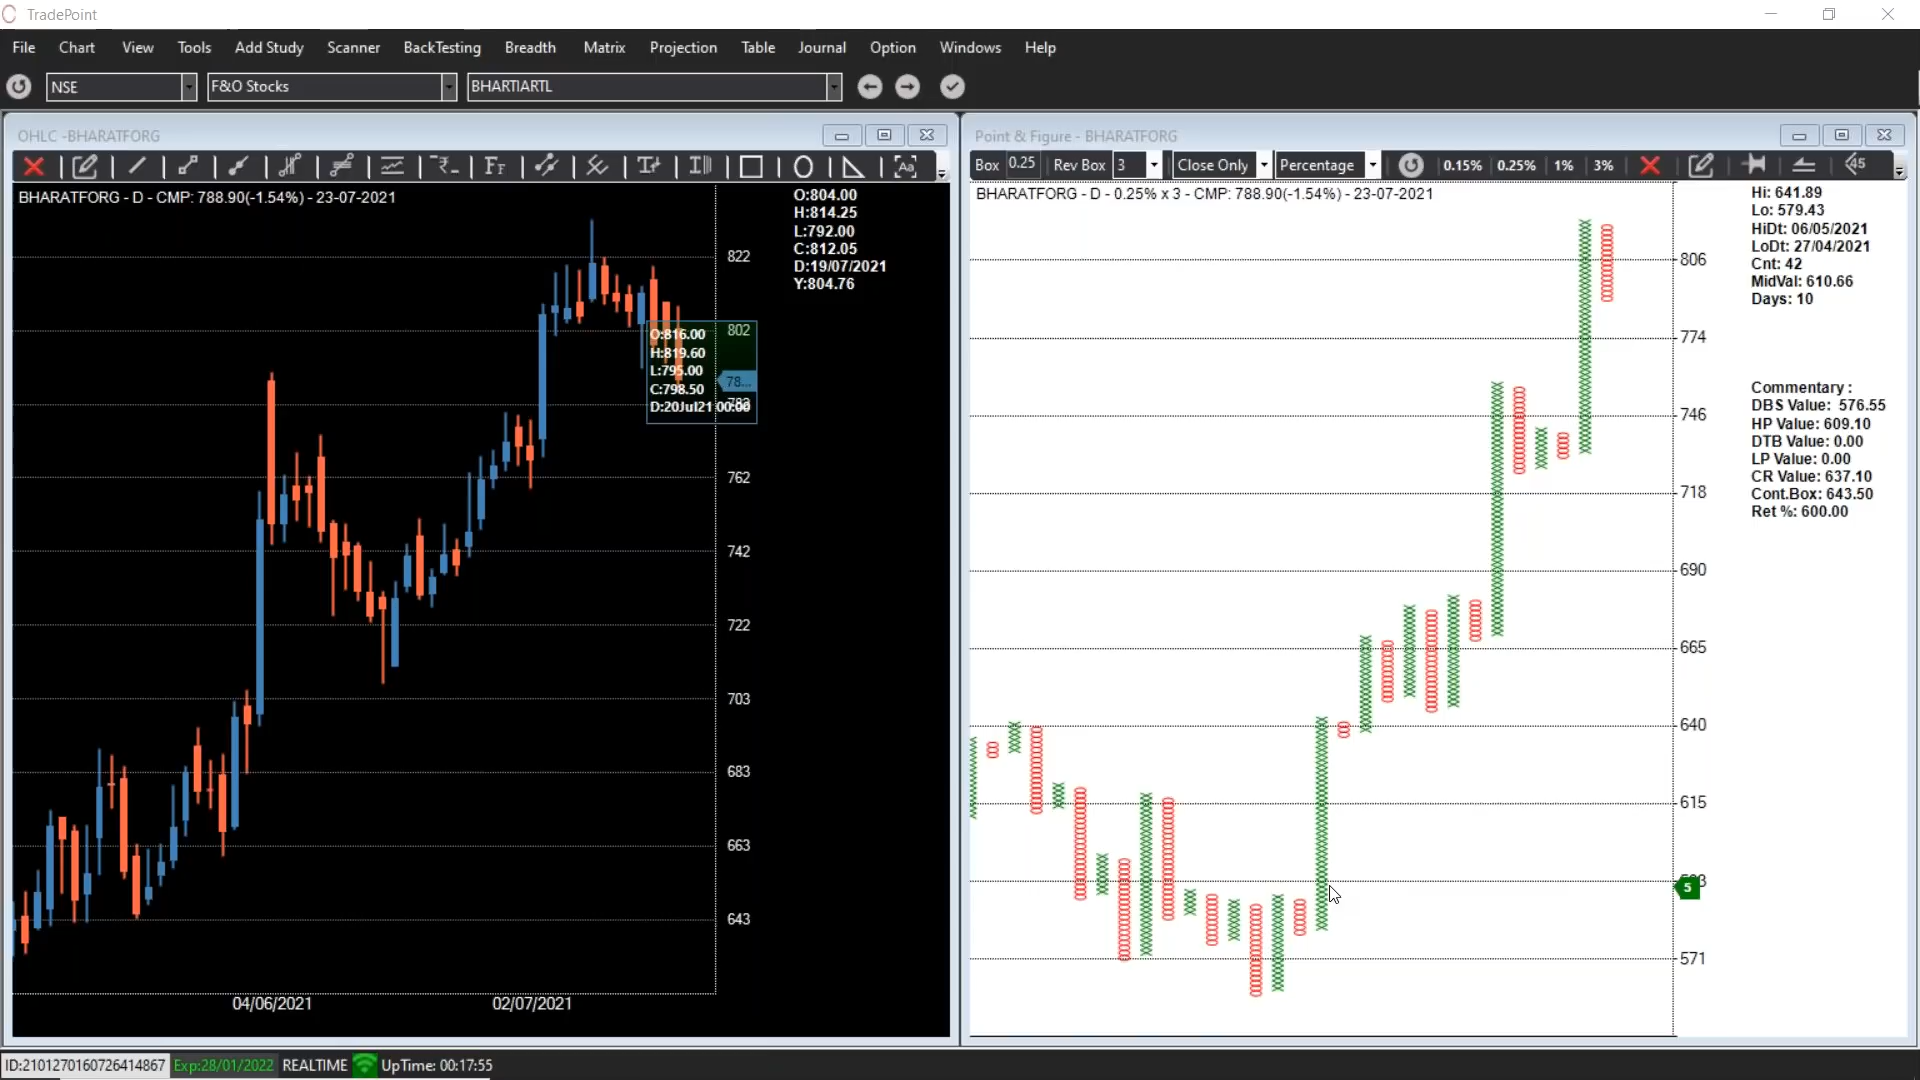 TradePoint
File Chart View Tools Add Study Scanner BackTesting Breadth Matrix Projection Table Journal Option Windows Help
NSE F&O Stocks BHARTIARTL
OHLC -BHARATFORG
BHARATFORG - D - CMP: 788.90(-1.54%) - 23-07-2021
O:804.00
H:814.25
L:792.00
C:812.05
D:19/07/2021
Y:804.76
822
802
O:816.00
H:819.60
L:795.00
C:798.50
D:20Jul21 00:00
78...
762
742
722
703
683
663
643
04/06/2021 02/07/2021
Point & Figure - BHARATFORG
Box 0.25 Rev Box 3 Close Only Percentage 0.15% 0.25% 1% 3% 45
BHARATFORG - D - 0.25% x 3 - CMP: 788.90(-1.54%) - 23-07-2021
Hi: 641.89
Lo: 579.43
HiDt: 06/05/2021
LoDt: 27/04/2021
Cnt: 42
MidVal: 610.66
Days: 10
Commentary :
DBS Value: 576.55
HP Value: 609.10
DTB Value: 0.00
LP Value: 0.00
CR Value: 637.10
Cont.Box: 643.50
Ret %: 600.00
806
774
746
718
690
665
640
615
5
571
ID:2101270160726414867 Exp:28/01/2022 REALTIME UpTime: 00:17:55